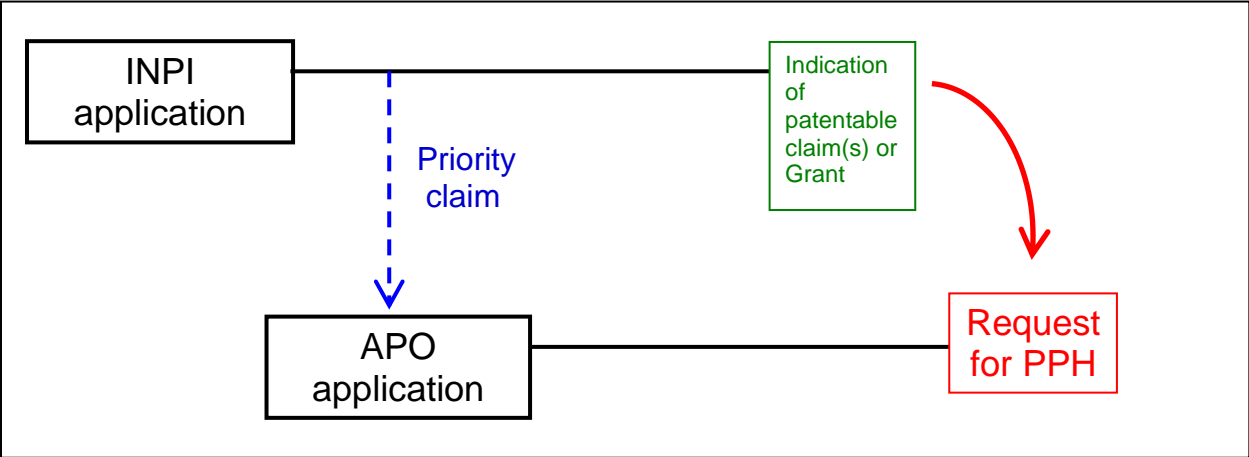 INPI
application
Indication
of
patentable
claim(s) or
Grant
Priority
claim
APO
application
Request
for PPH